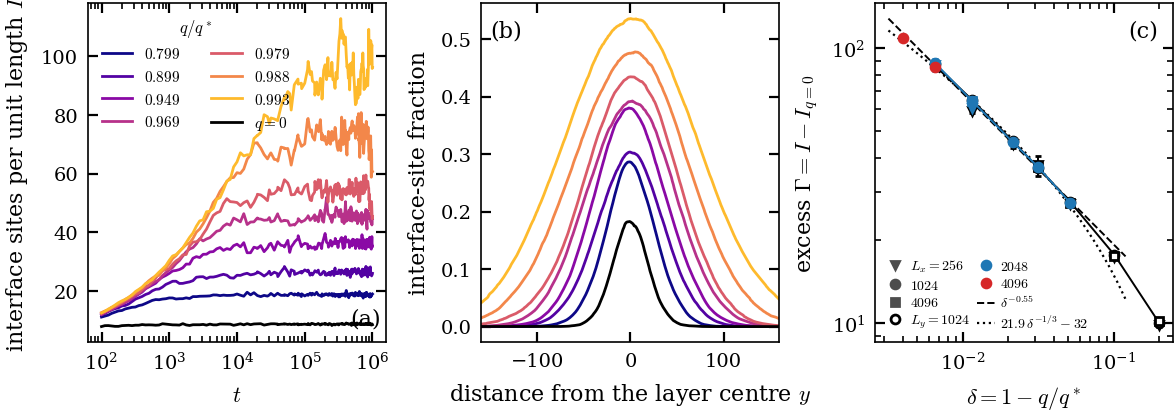 interface sites per unit length
100
80
60
40
20
q/q*
0.799
0.899
0.949
0.969
0.979
0.988
0.993
q = 0
(a)
10²
10³
10⁴
10⁵
10⁶
t
(b)
interface-site fraction
0.5
0.4
0.3
0.2
0.1
0.0
−100
0
100
distance from the layer centre y
(c)
excess Γ = I − I_{q=0}
10²
10¹
Lₓ = 256
1024
4096
L_y = 1024
2048
4096
δ^{−0.55}
21.9 δ^{−1/3} − 32
10⁻²
10⁻¹
δ = 1 − q/q*